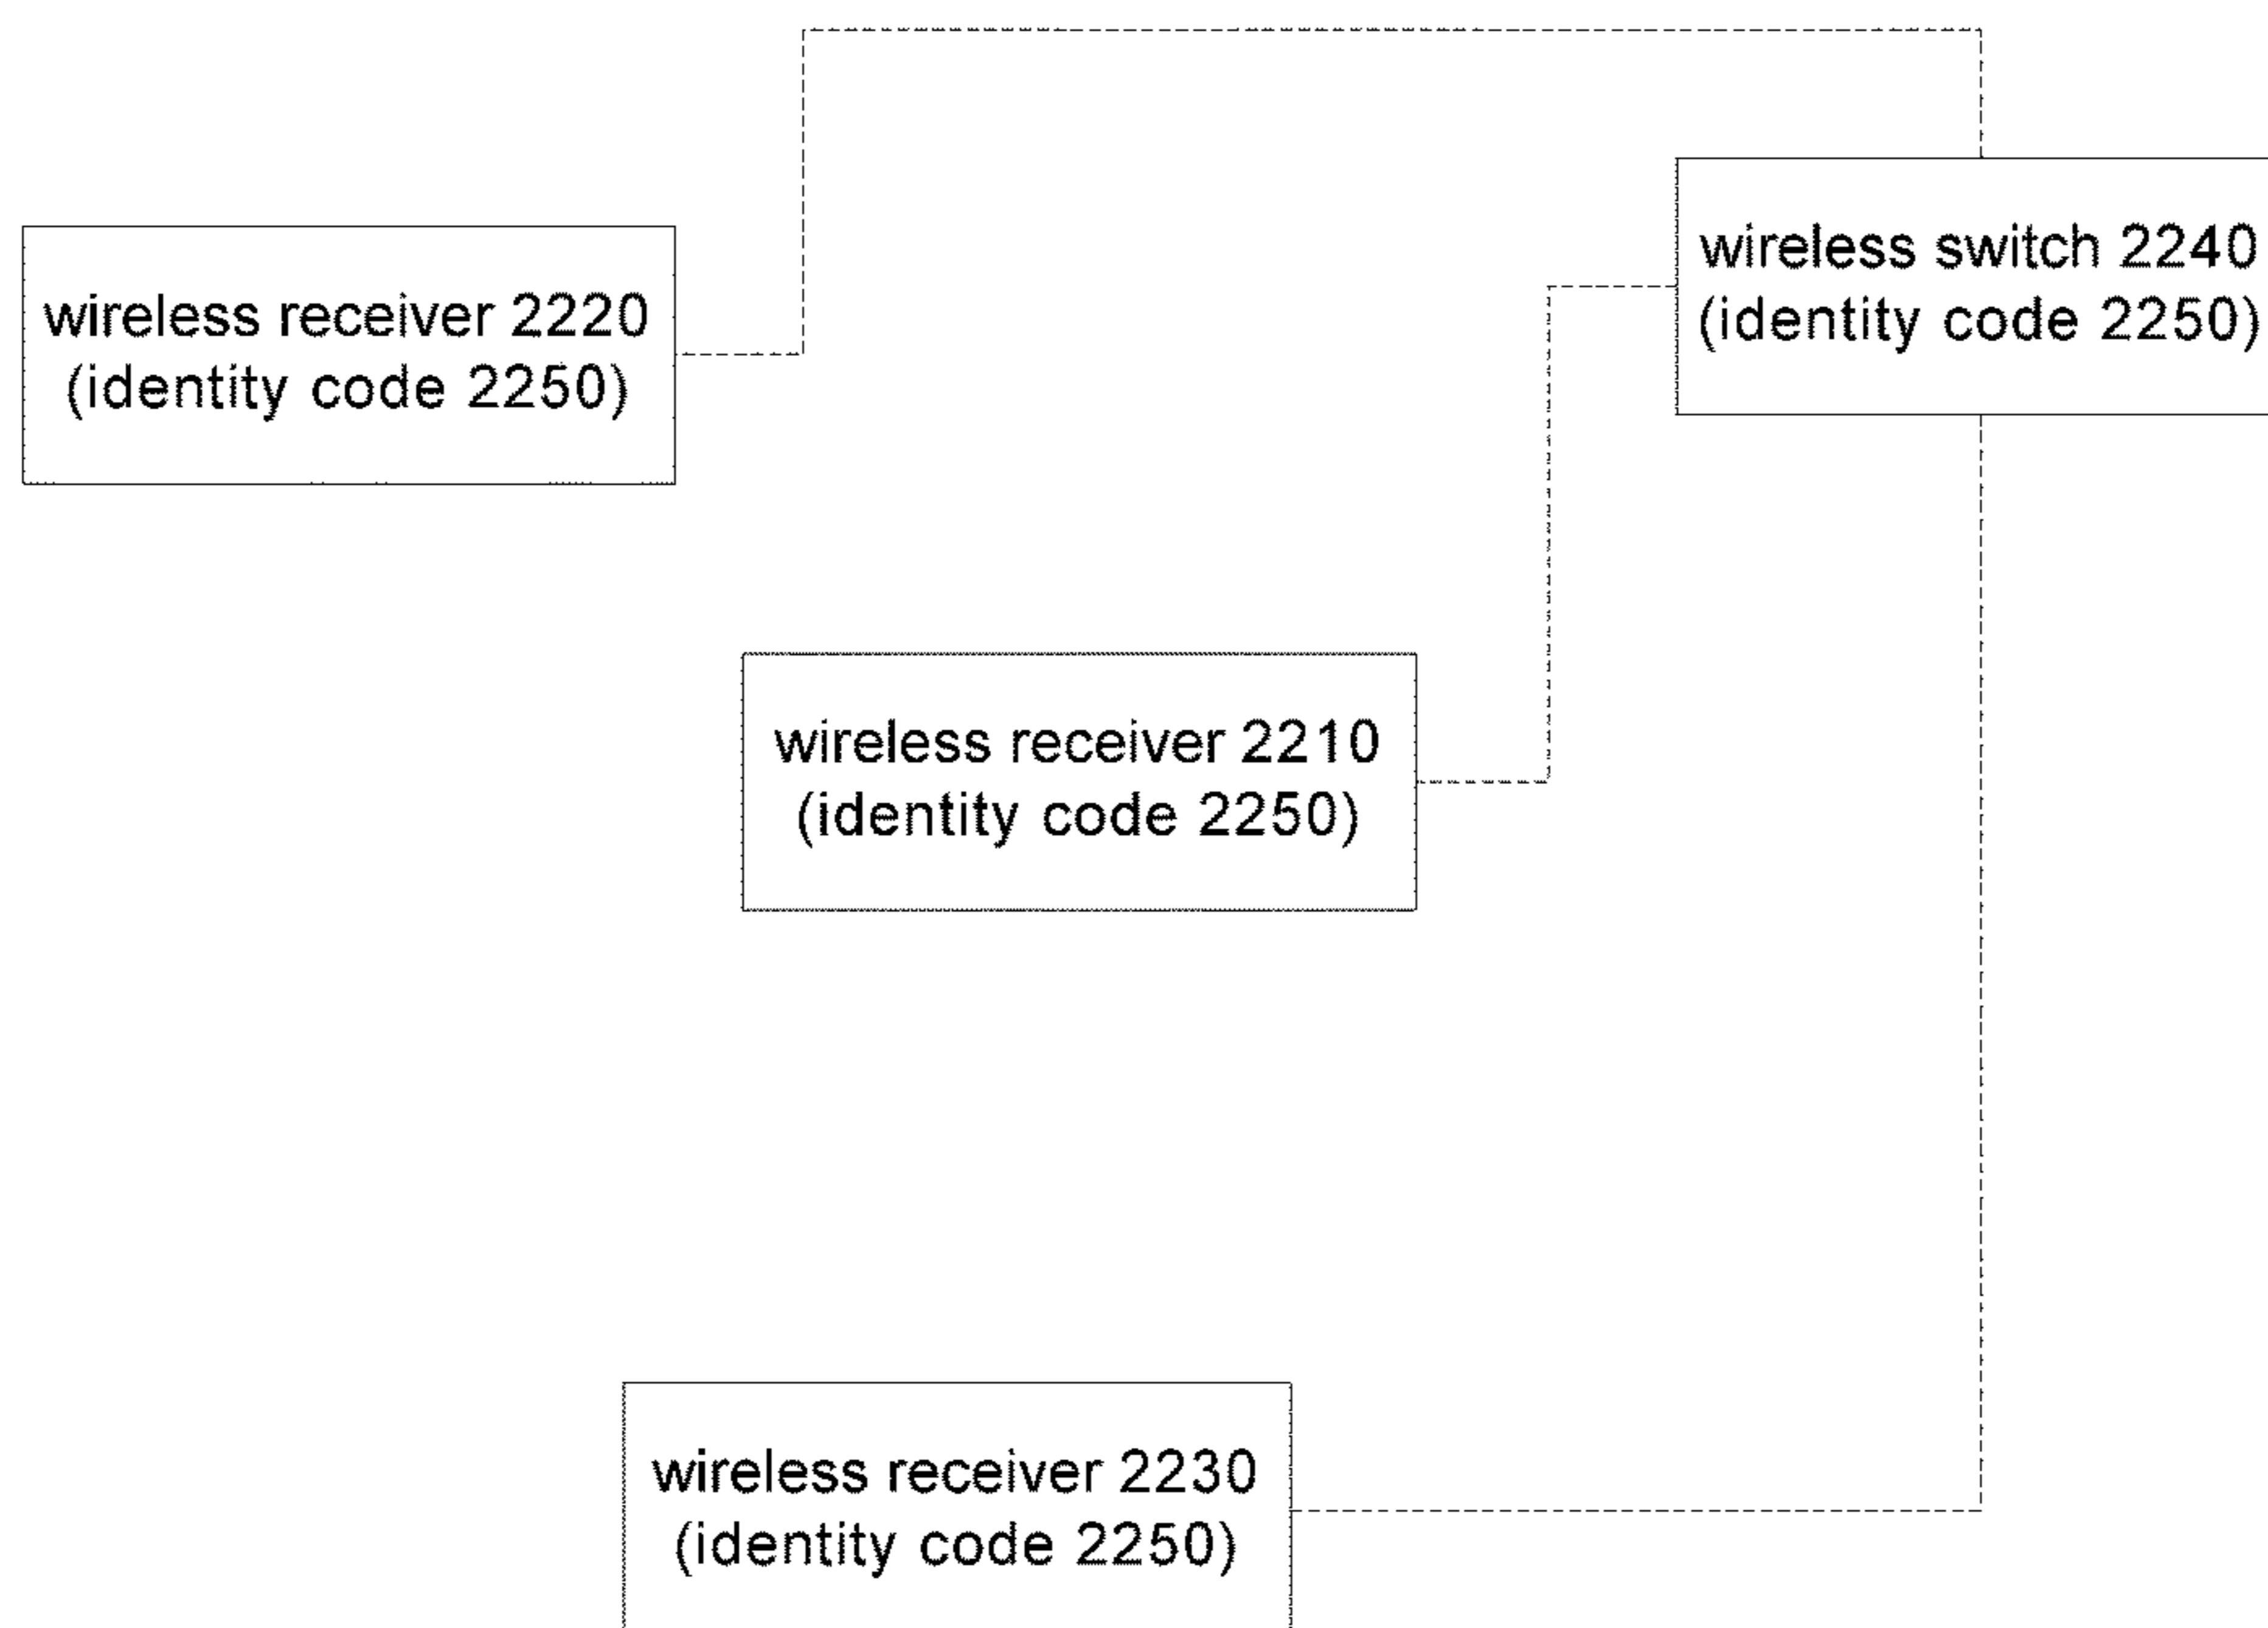 wireless switch 2240
(identity code 2250)
wireless receiver 2220
(identity code 2250)
wireless receiver 2210
(identity code 2250)
wireless receiver 2230
(identity code 2250)